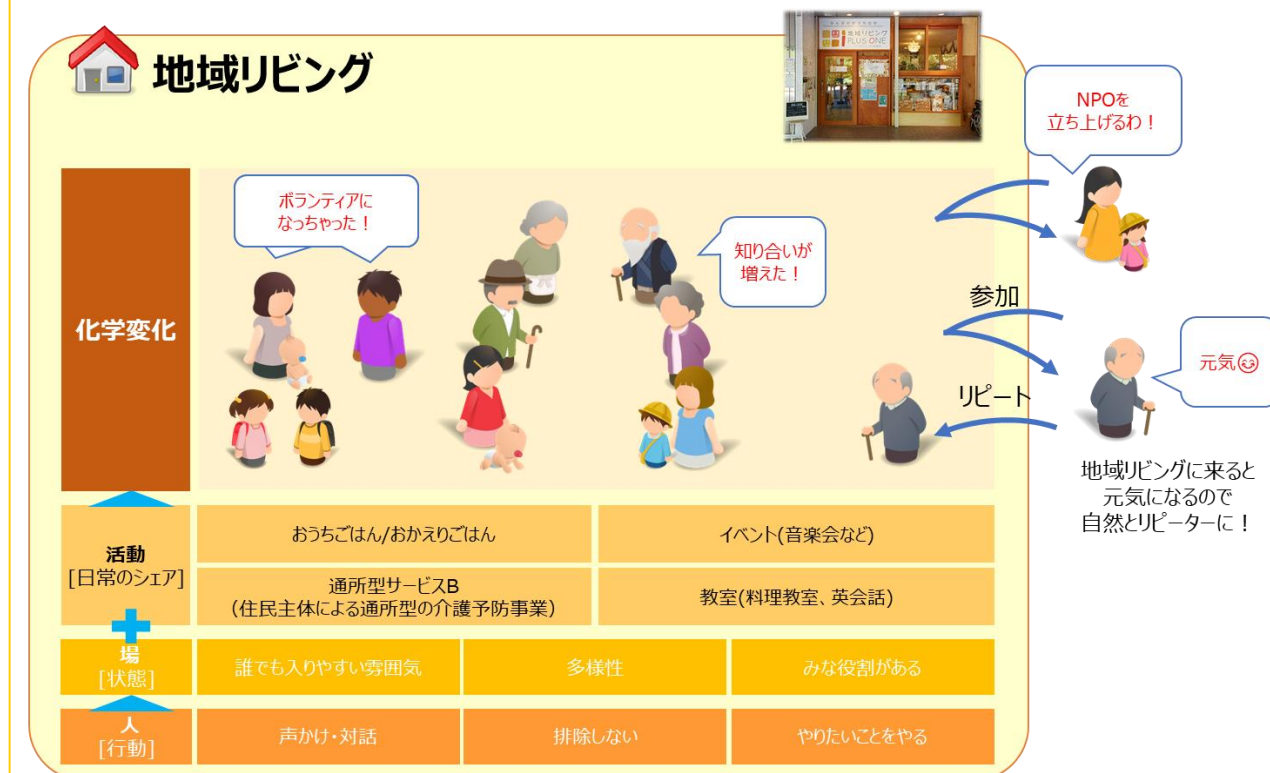 地域リビング
地域リビング
PLUS ONE
NPOを
立ち上げるわ！
ボランティアに
なっちゃった！
知り合いが
増えた！
化学変化
参加
リピート
元気
地域リビングに来ると
元気になるので
自然とリピーターに！
活動
[日常のシェア]
おうちごはん/おかえりごはん
イベント(音楽会など)
通所型サービスB
(住民主体による通所型の介護予防事業)
教室(料理教室、英会話)
場
[状態]
誰でも入りやすい雰囲気
多様性
みな役割がある
人
[行動]
声かけ・対話
排除しない
やりたいことをやる